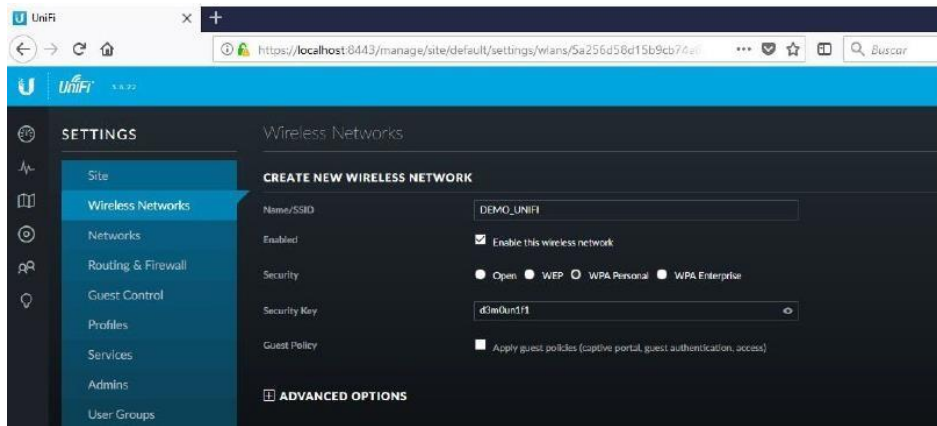 UniFi
https://localhost:8443/manage/site/default/settings/wlans/5a256d58d15b9cb74a
Buscar
UniFi
SETTINGS
Wireless Networks
Site
CREATE NEW WIRELESS NETWORK
Wireless Networks
Name/SSID DEMO_UNIFI
Networks
Enabled Enable this wireless network
Routing & Firewall
Security Open WEP WPA Personal WPA Enterprise
Guest Control
Security Key d3m0un1f1
Profiles
Guest Policy Apply guest policies (captive portal, guest authentication, access)
Services
Admins
ADVANCED OPTIONS
User Groups